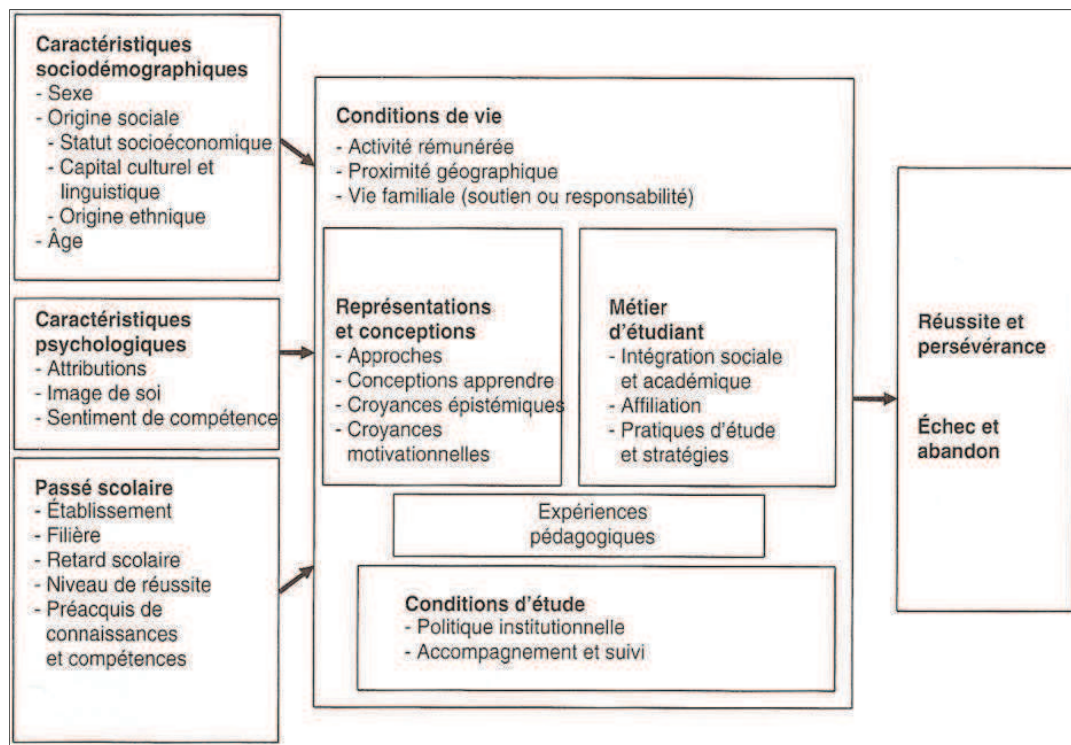 Caractéristiques
sociodémographiques
- Sexe
- Origine sociale
- Statut socioéconomique
- Capital culturel et
linguistique
- Origine ethnique
- Âge
Caractéristiques
psychologiques
- Attributions
- Image de soi
- Sentiment de compétence
Passé scolaire
- Établissement
- Filière
- Retard scolaire
- Niveau de réussite
- Préacquis de
connaissances
et compétences
Conditions de vie
- Activité rémunérée
- Proximité géographique
- Vie familiale (soutien ou responsabilité)
Représentations
et conceptions
- Approches
- Conceptions apprendre
- Croyances épistémiques
- Croyances
motivationnelles
Métier
d'étudiant
- Intégration sociale
et académique
- Affiliation
- Pratiques d'étude
et stratégies
Expériences
pédagogiques
Conditions d'étude
- Politique institutionnelle
- Accompagnement et suivi
Réussite et
persévérance
Échec et
abandon